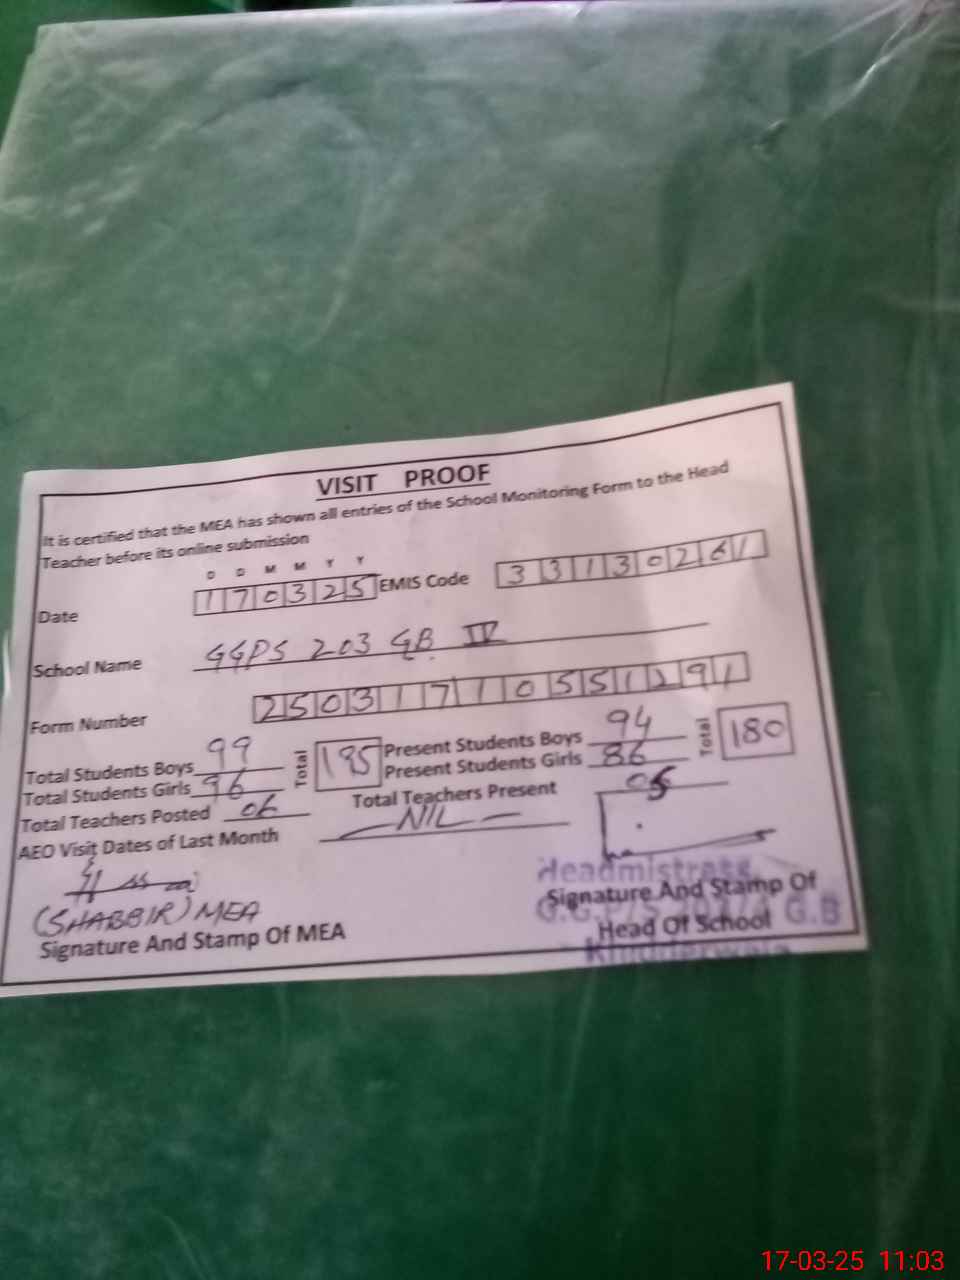 VISIT PROOF
It is certified that the MEA has shown all entries of the School Monitoring Form to the Head
Teacher before its online submission
D D M M Y Y
Date 170325 EMIS Code 33130261
School Name GGPS 203 GB IV
Form Number 25031710551291
Total Students Boys 99 Total 195 Present Students Boys 94 Total 180
Total Students Girls 96 Present Students Girls 86
Total Teachers Posted 06 Total Teachers Present 05
AEO Visit Dates of Last Month NIL
(SHABBIR) MEA
Signature And Stamp Of MEA
Headmistress
Signature And Stamp Of
G.B
Head Of School
17-03-25 11:03